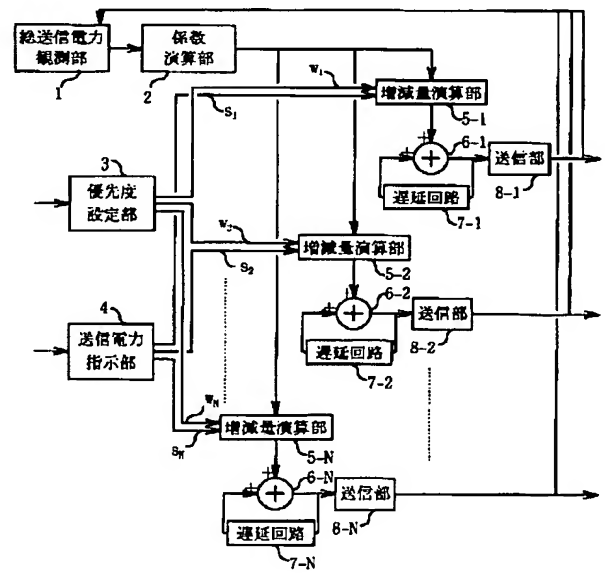 総送信電力
観測部
1
係数
演算部
2
W₁
S₁
増減量演算部
5-1
+
+
6-1
送信部
8-1
遅延回路
7-1
3
優先度
設定部
W₂
S₂
増減量演算部
5-2
+
+
6-2
送信部
8-2
遅延回路
7-2
4
送信電力
指示部
W_N
S_N
増減量演算部
5-N
+
+
6-N
送信部
8-N
遅延回路
7-N